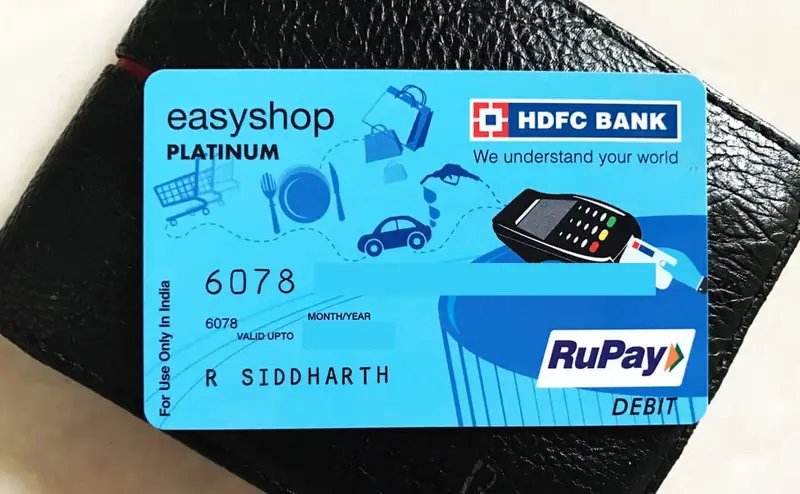 easyshop
PLATINUM
HDFC BANK
We understand your world
6078
6078
MONTH/YEAR
VALID UPTO
R SIDDHARTH
For Use Only In India
RuPay
DEBIT